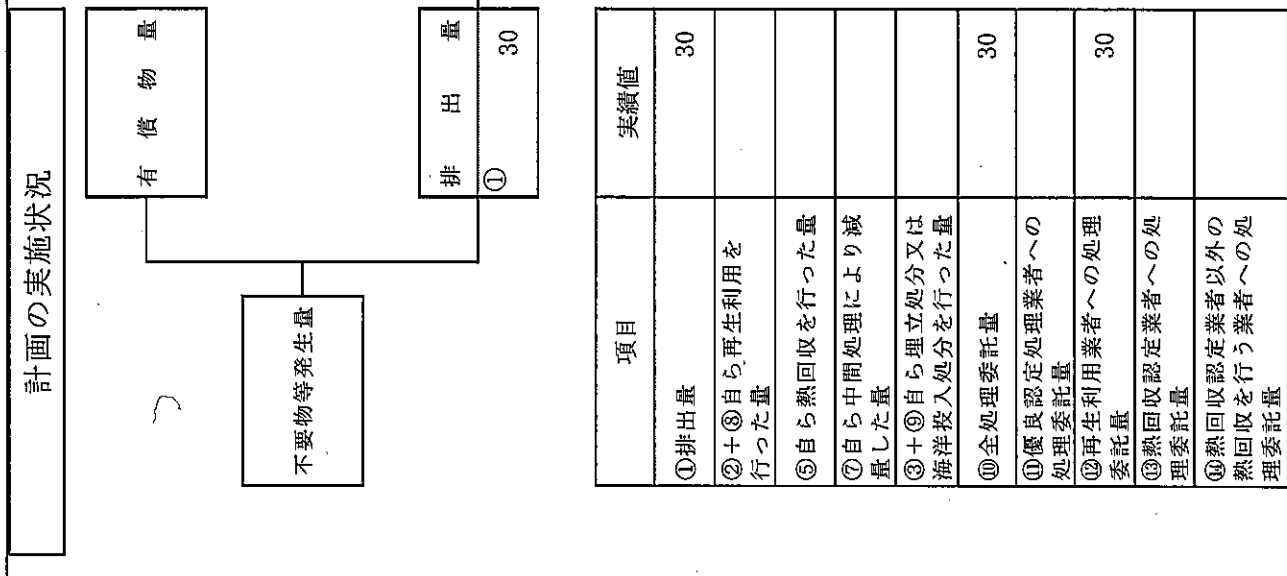 計画の実施状況
有償物量
不要物等発生量
排出量
①
30
項目
実績値
①排出量
30
②+⑧自ら再生利用を
行った量
⑤自ら熱回収を行った量
⑦自ら中間処理により減
量した量
③+⑨自ら埋立処分又は
海洋投入処分を行った量
⑩全処理委託量
30
⑪優良認定処理業者への
処理委託量
⑫再生利用業者への処理
委託量
30
⑬熱回収認定業者への処
理委託量
⑭熱回収認定業者以外の
熱回収を行う業者への処
理委託量